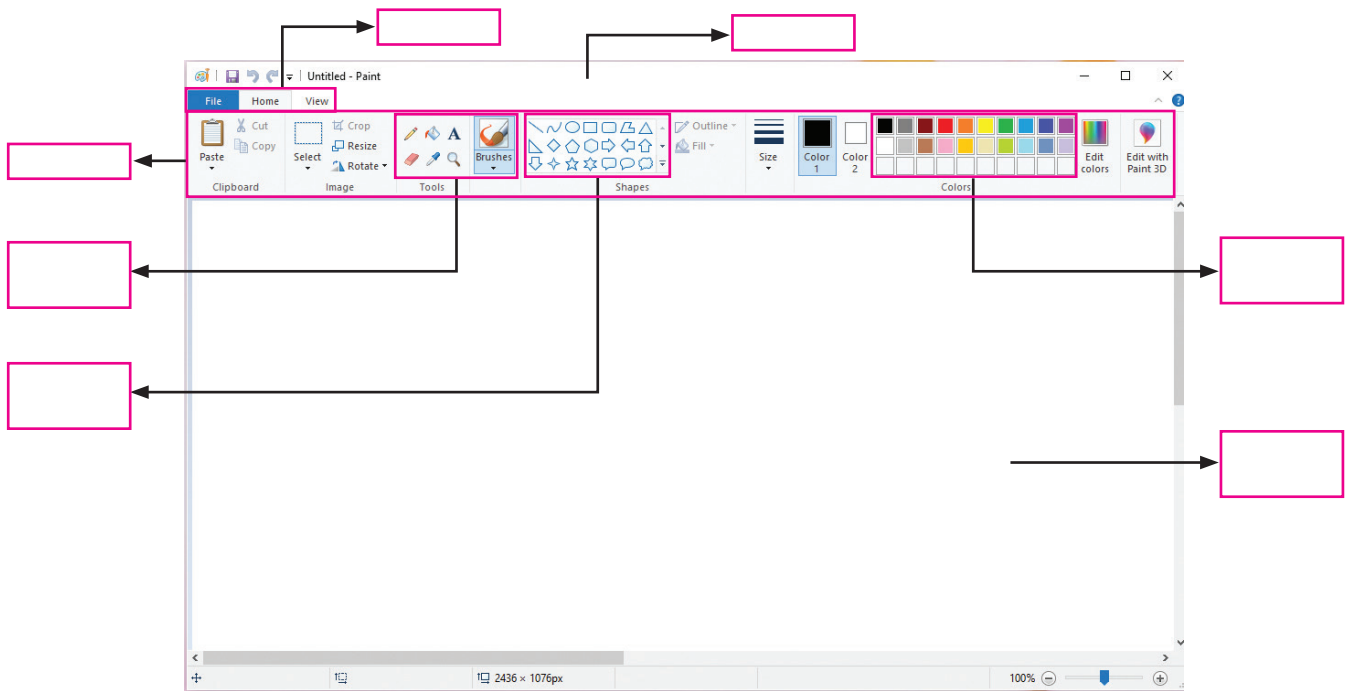 Untitled - Paint
File Home View
Cut Crop Outline
Copy Resize Fill
Paste Select Rotate Brushes Size Color 1 Color 2 Edit colors Edit with Paint 3D
A
Clipboard Image Tools Shapes Colors
2436 × 1076px 100%